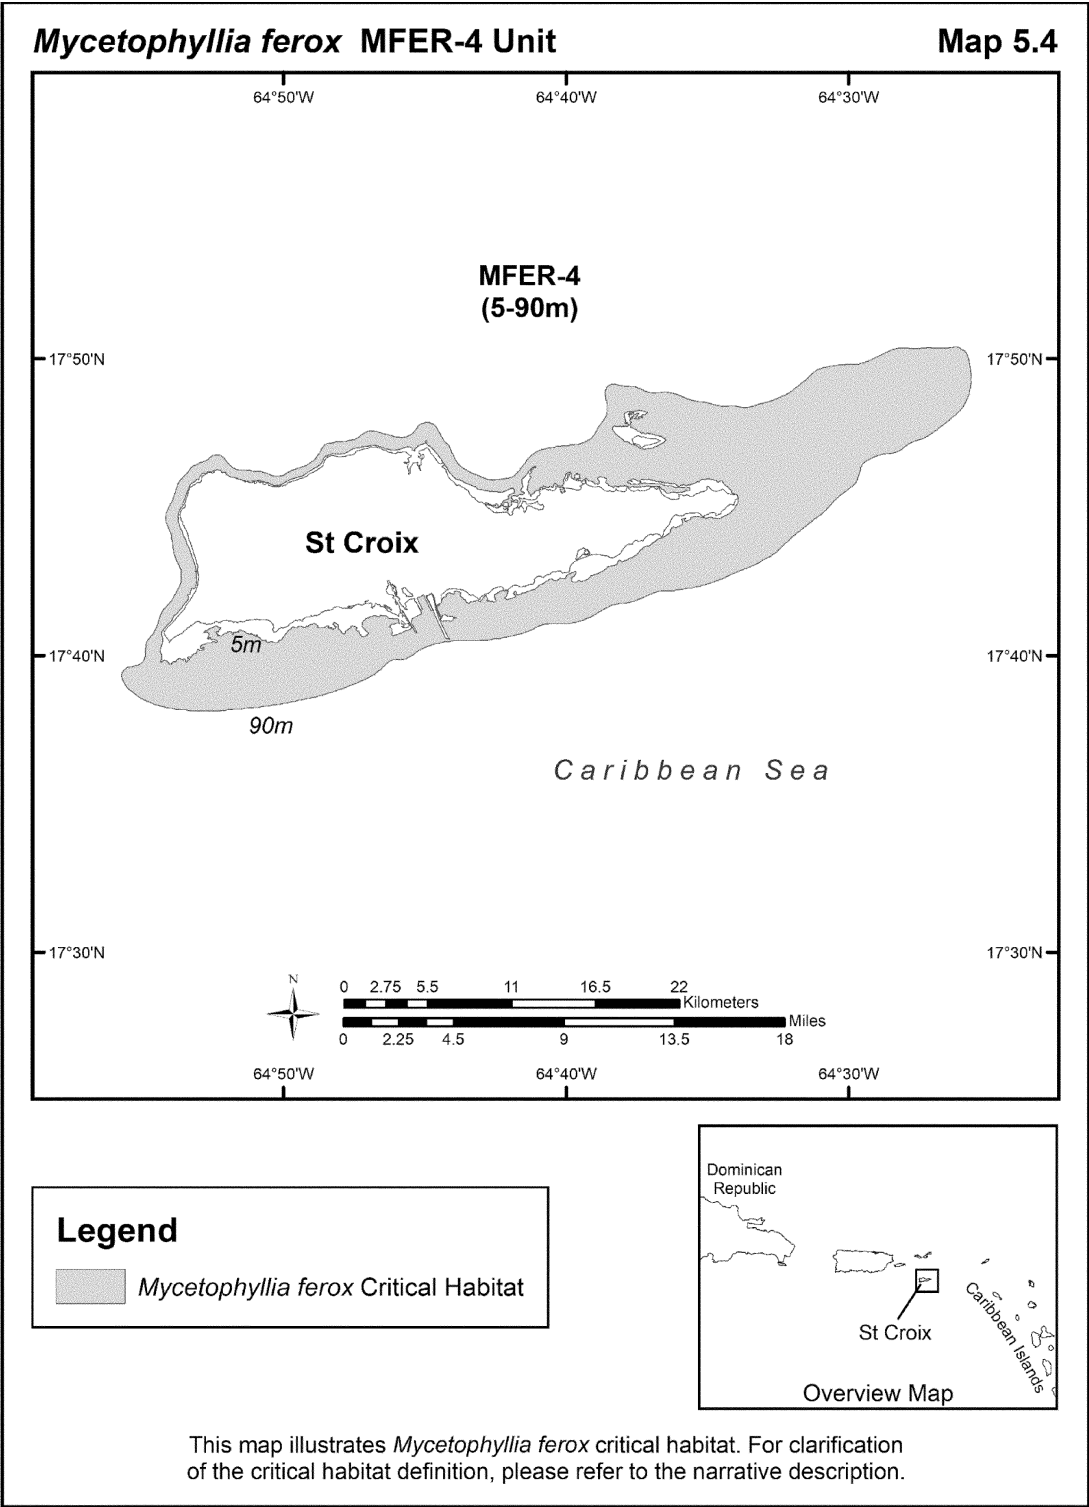 Mycetophyllia ferox MFER-4 Unit
Map 5.4
64°50'W
64°40'W
64°30'W
MFER-4
(5-90m)
17°50'N
17°50'N
St Croix
5m
17°40'N
17°40'N
90m
Caribbean Sea
17°30'N
17°30'N
N
0 2.75 5.5 11 16.5 22
Kilometers
Miles
0 2.25 4.5 9 13.5 18
64°50'W
64°40'W
64°30'W
Legend
Mycetophyllia ferox Critical Habitat
Dominican
Republic
St Croix
Caribbean Islands
Overview Map
This map illustrates Mycetophyllia ferox critical habitat. For clarification
of the critical habitat definition, please refer to the narrative description.